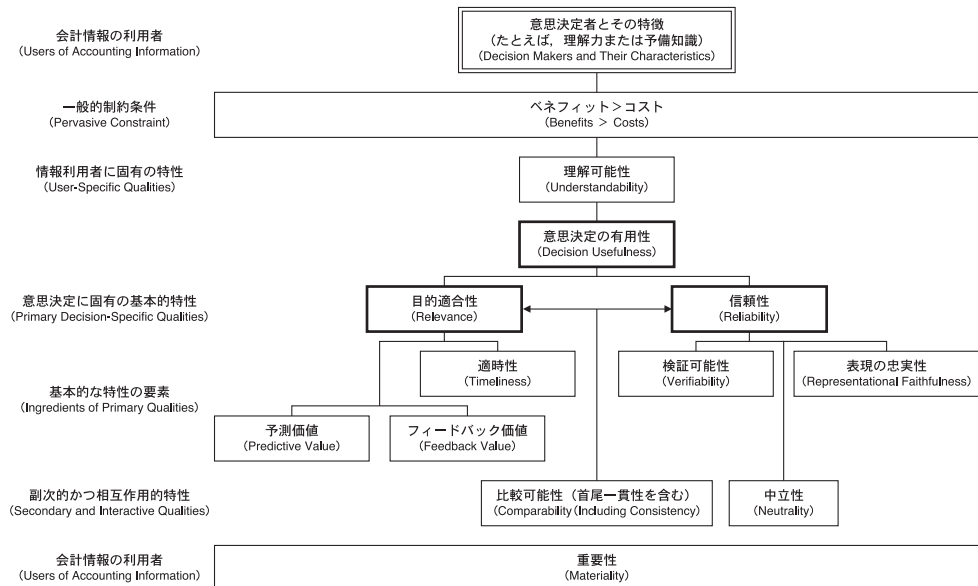 会計情報の利用者
(Users of Accounting Information)
意思決定者とその特徴
(たとえば，理解力または予備知識)
(Decision Makers and Their Characteristics)
一般的制約条件
(Pervasive Constraint)
ベネフィット＞コスト
(Benefits ＞ Costs)
情報利用者に固有の特性
(User-Specific Qualities)
理解可能性
(Understandability)
意思決定の有用性
(Decision Usefulness)
意思決定に固有の基本的特性
(Primary Decision-Specific Qualities)
目的適合性
(Relevance)
信頼性
(Reliability)
基本的な特性の要素
(Ingredients of Primary Qualities)
適時性
(Timeliness)
検証可能性
(Verifiability)
表現の忠実性
(Representational Faithfulness)
予測価値
(Predictive Value)
フィードバック価値
(Feedback Value)
副次的かつ相互作用的特性
(Secondary and Interactive Qualities)
比較可能性（首尾一貫性を含む）
(Comparability(Including Consistency)
中立性
(Neutrality)
会計情報の利用者
(Users of Accounting Information)
重要性
(Materiality)